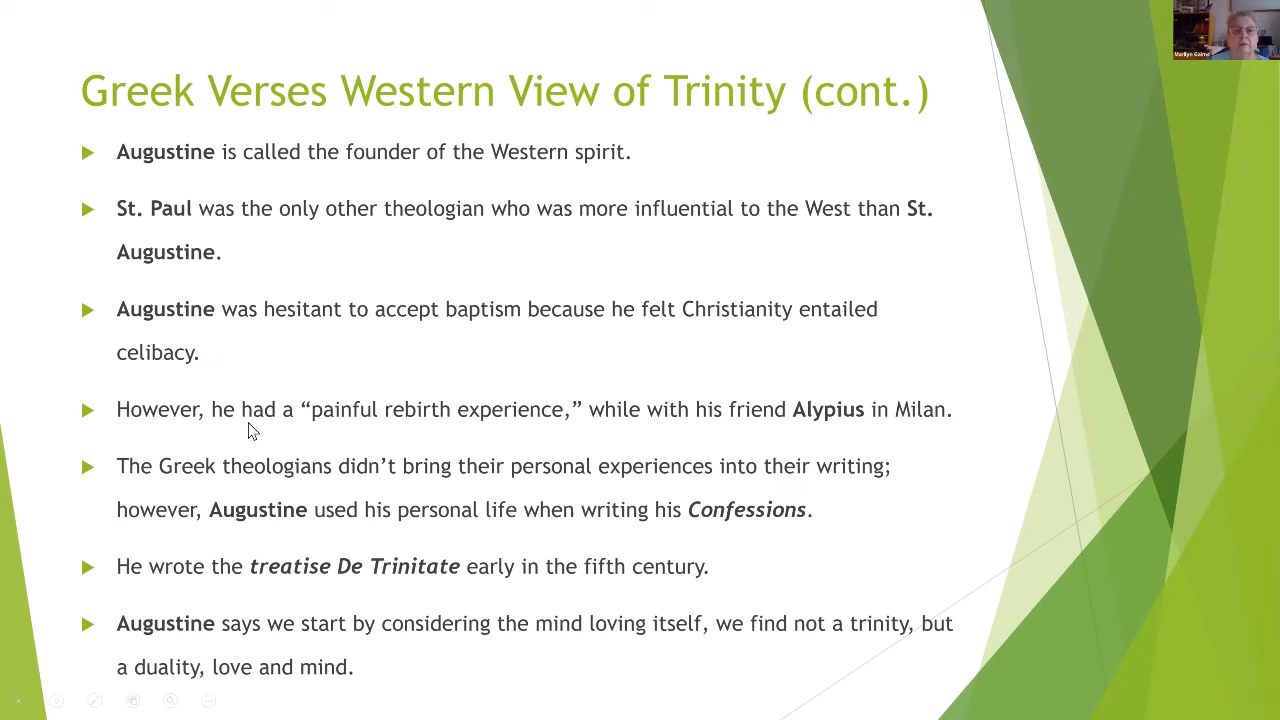 Marilyn Gairns
Greek Verses Western View of Trinity (cont.)
Augustine is called the founder of the Western spirit.
St. Paul was the only other theologian who was more influential to the West than St.
Augustine.
Augustine was hesitant to accept baptism because he felt Christianity entailed
celibacy.
However, he had a “painful rebirth experience,” while with his friend Alypius in Milan.
The Greek theologians didn’t bring their personal experiences into their writing;
however, Augustine used his personal life when writing his Confessions.
He wrote the treatise De Trinitate early in the fifth century.
Augustine says we start by considering the mind loving itself, we find not a trinity, but
a duality, love and mind.